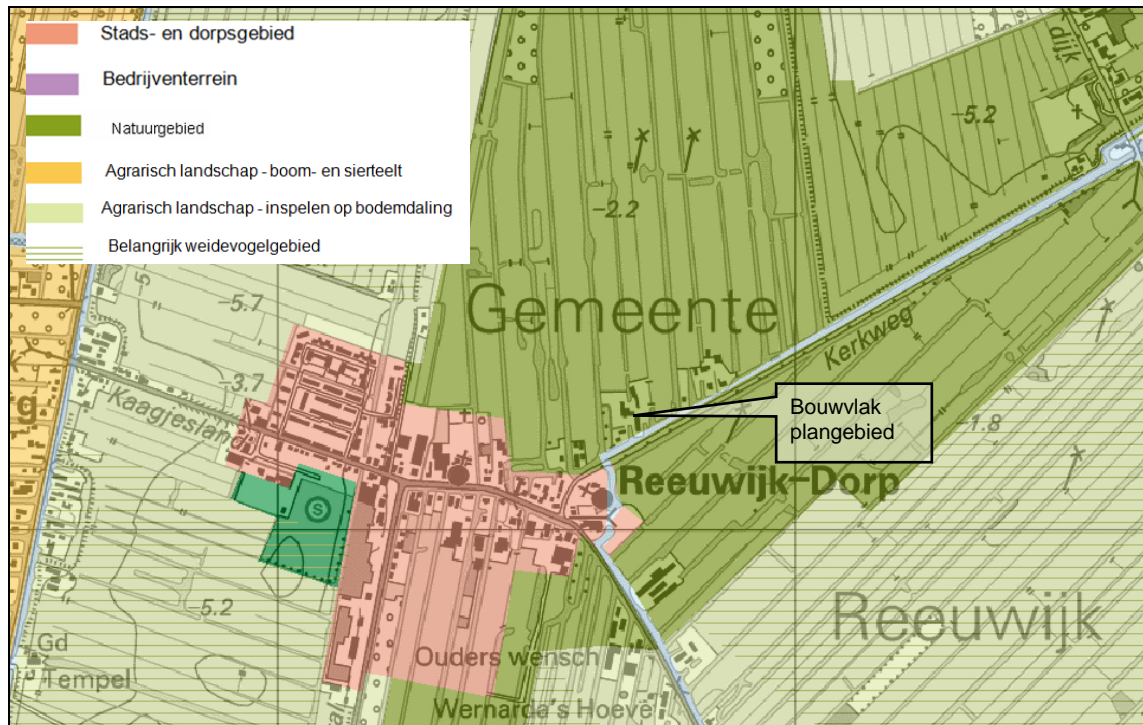 Stads- en dorpsgebied
Bedrijventerrein
Natuurgebied
Agrarisch landschap - boom- en sierteelt
Agrarisch landschap - inspelen op bodemdaling
Belangrijk weidevogelgebied
dijk
-5.2
-2.2
-5.7
Gemeente
Kerkweg
-3.7
Kaagjesland
g
Bouwvlak
plangebied
-1.8
Reeuwijk-Dorp
S
-5.2
Reeuwijk
Gd
Tempel
Ouders wensch
Wernarda's Hoeve